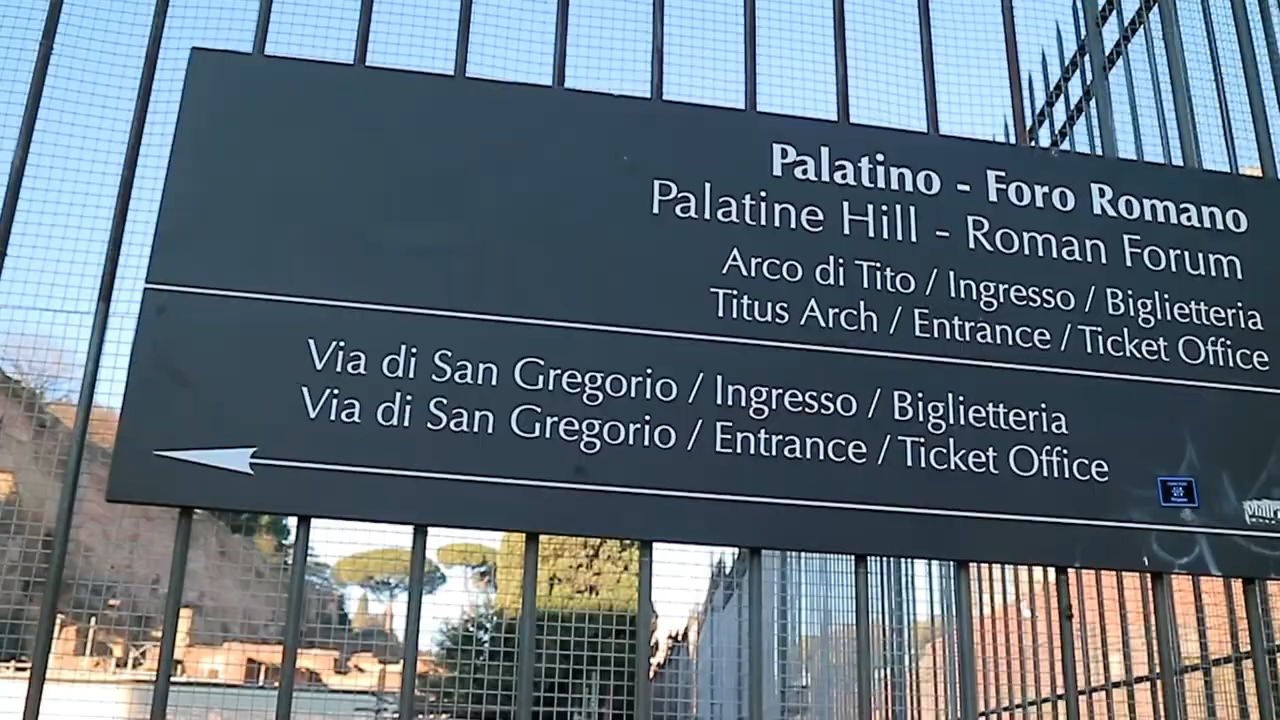 Palatino - Foro Romano
Palatine Hill - Roman Forum
Arco di Tito / Ingresso / Biglietteria
Titus Arch / Entrance / Ticket Office
Via di San Gregorio / Ingresso / Biglietteria
Via di San Gregorio / Entrance / Ticket Office